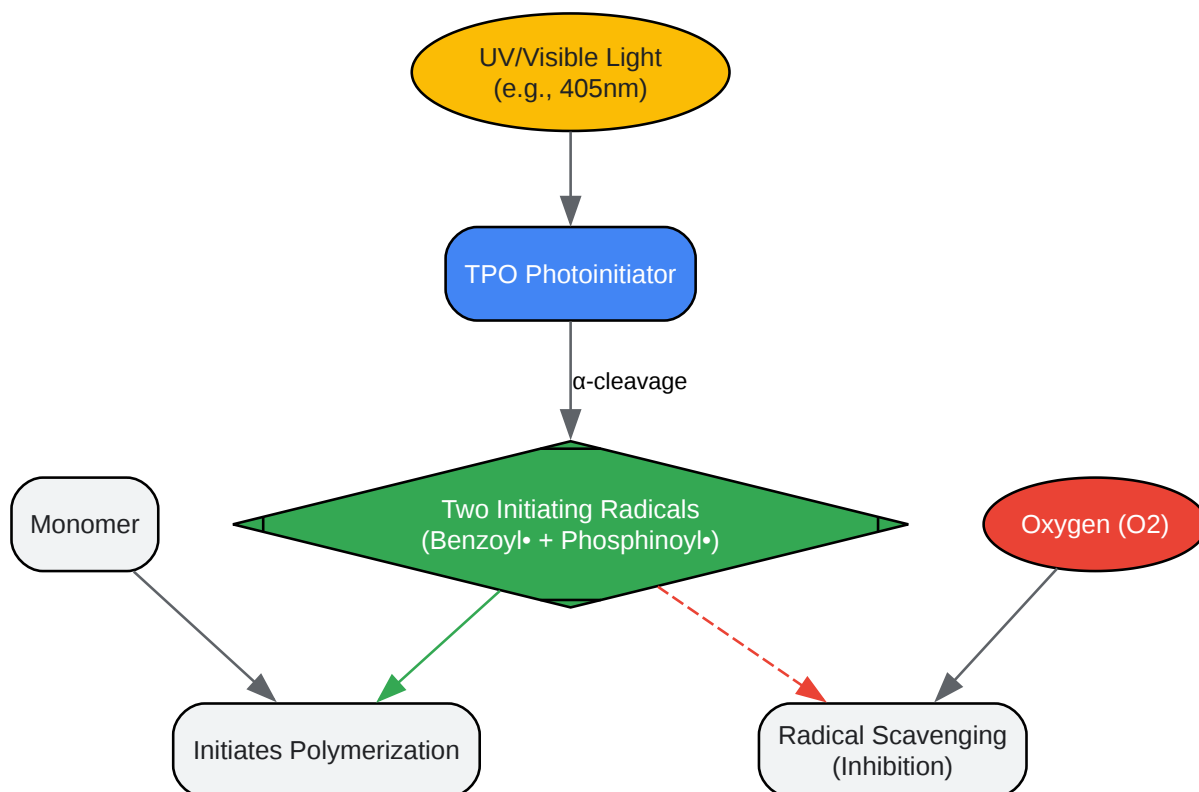 UV/Visible Light
(e.g., 405nm)
TPO Photoinitiator
α-cleavage
Monomer
Two Initiating Radicals
(Benzoyl• + Phosphinoyl•)
Oxygen (O2)
Initiates Polymerization
Radical Scavenging
(Inhibition)